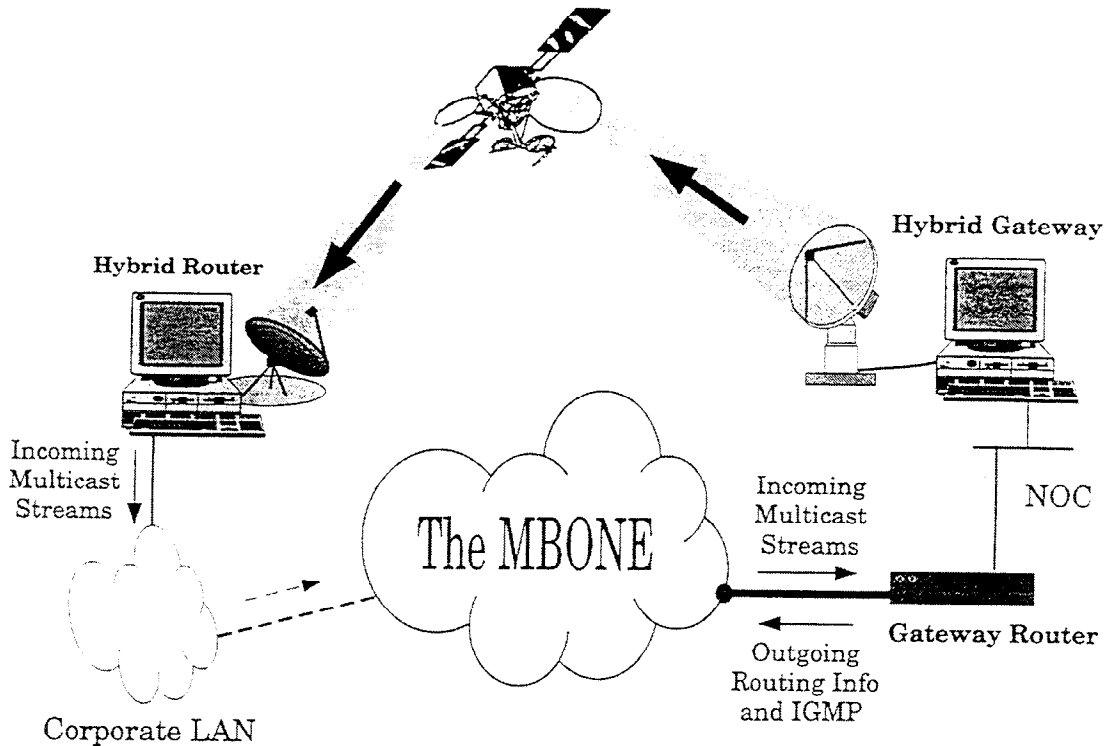 Hybrid Gateway
Hybrid Router
Incoming
Multicast
Streams
The MBONE
Incoming
Multicast
Streams
NOC
Gateway Router
Outgoing
Routing Info
and IGMP
Corporate LAN